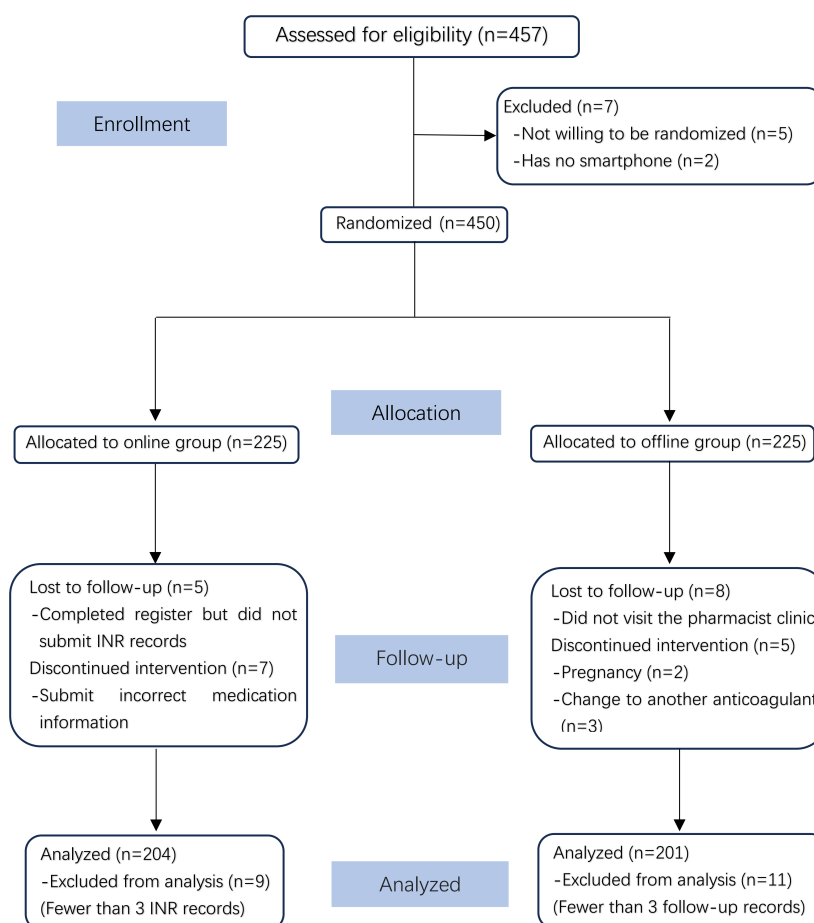 Assessed for eligibility (n=457)
Enrollment
Excluded (n=7)
-Not willing to be randomized (n=5)
-Has no smartphone (n=2)
Randomized (n=450)
Allocation
Allocated to online group (n=225)
Allocated to offline group (n=225)
Lost to follow-up (n=5)
-Completed register but did not
submit INR records
Discontinued intervention (n=7)
-Submit incorrect medication
information
Follow-up
Lost to follow-up (n=8)
-Did not visit the pharmacist clinic
Discontinued intervention (n=5)
-Pregnancy (n=2)
-Change to another anticoagulant
(n=3)
Analyzed (n=204)
-Excluded from analysis (n=9)
(Fewer than 3 INR records)
Analyzed
Analyzed (n=201)
-Excluded from analysis (n=11)
(Fewer than 3 follow-up records)